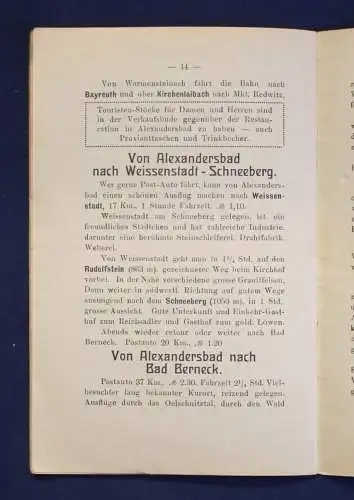 — 14 —
Von Warmensteinach fährt die Bahn nach
Bayreuth und über Kirchenlaibach nach Mkt. Redwitz.
Touristen-Stöcke für Damen und Herren sind
in der Verkaufsbude gegenüber der Restau-
ration in Alexandersbad zu haben — auch
Proxianttaschen und Trinkbecher.
Von Alexandersbad
nach Weissenstadt - Schneeberg.
Wer gerne Post-Auto fährt, kann von Alexanders-
bad einen schönen Ausflug machen nach Weissen-
stadt, 17 Km., 1 Stunde Fahrzeit. ℳ 1,10.
Weissenstadt am Schneeberg gelegen, ist ein
freundliches Städtchen und hat zahlreiche Industrie,
darunter eine berühmte Steinschleiferei. Drahtfabrik.
Weberei.
Von Weissenstadt geht man in 1¼ Std. auf den
Rudolfstein (863 m), gezeichneter Weg beim Kirchhof
vorbei. In der Nähe verschiedene grosse Granitfelsen.
Dann weiter in südwestl. Richtung auf gutem Wege
ansteigend nach dem Schneeberg (1050 m), in 1 Std.
grosse Aussicht. Gute Unterkunft und Einkehr-Gast-
hof zum Reichsadler und Gasthof zum gold. Löwen.
Abends wieder retour oder weiter nach Bad
Berneck. Postauto 20 Km., ℳ 1.20
Von Alexandersbad nach
Bad Berneck.
Postauto 37 Km., ℳ 2.30. Fahrzeit 2¼ Std. Viel-
besuchter lang bekannter Kurort, reizend gelegen.
Ausflüge durch das Oelschnitztal, durch den Wald